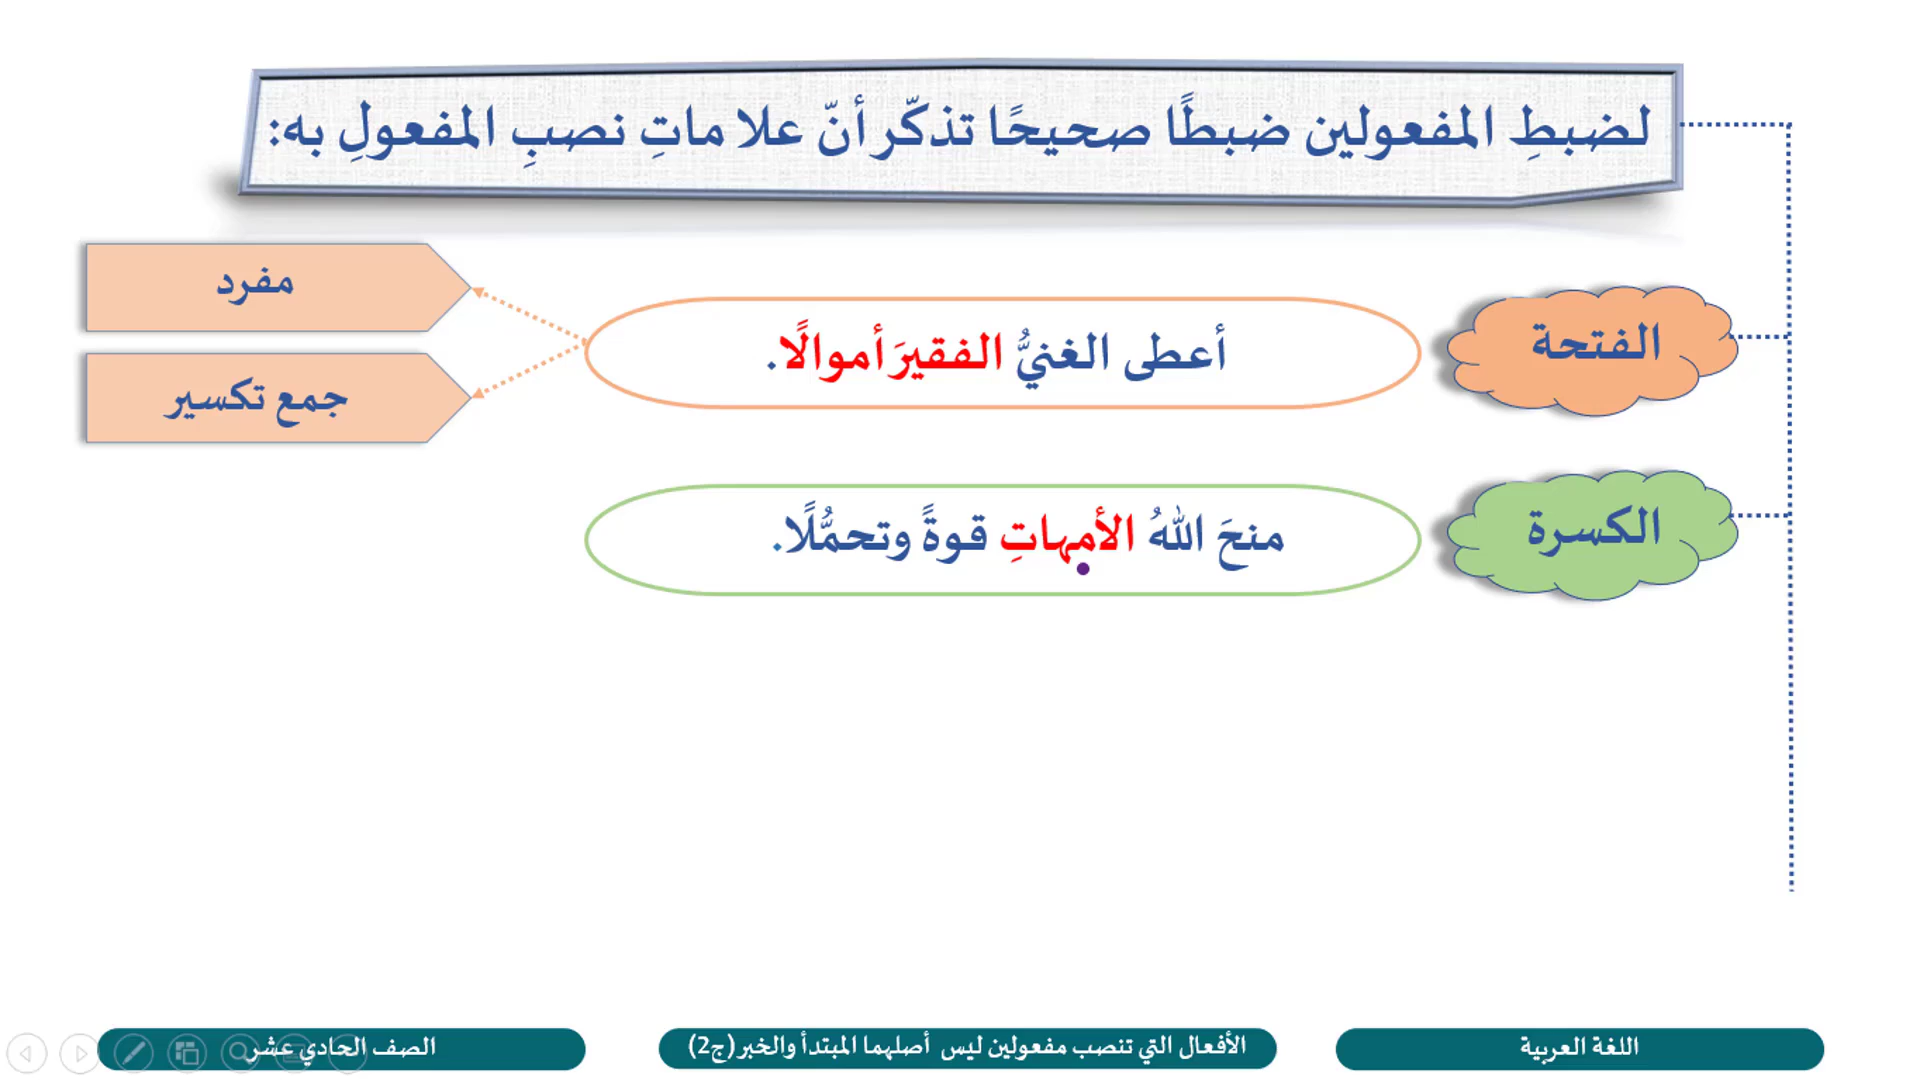 لضبطِ المفعولين ضبطًا صحيحًا تذكّر أنّ علاماتِ نصبِ المفعولِ به:
الفتحة
أعطى الغنيُّ الفقيرَ أموالًا.
مفرد
جمع تكسير
الكسرة
منحَ اللهُ الأمهاتِ قوةً وتحمُّلًا.
اللغة العربية
الأفعال التي تنصب مفعولين ليس أصلهما المبتدأ والخبر (ج2)
الصف الحادي عشر